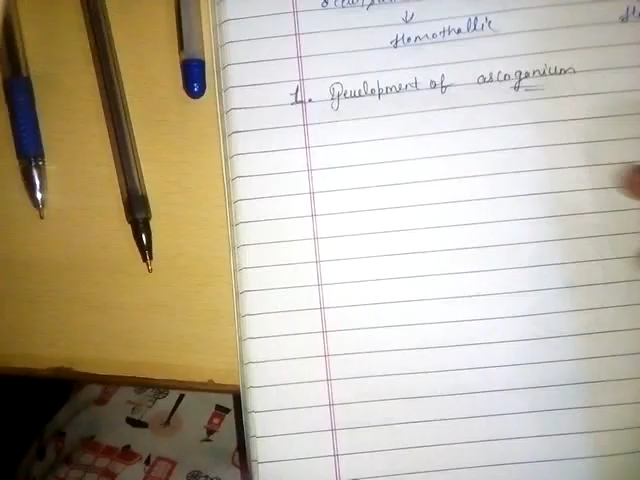 ↓
Homothallic
1. Development of ascogonium